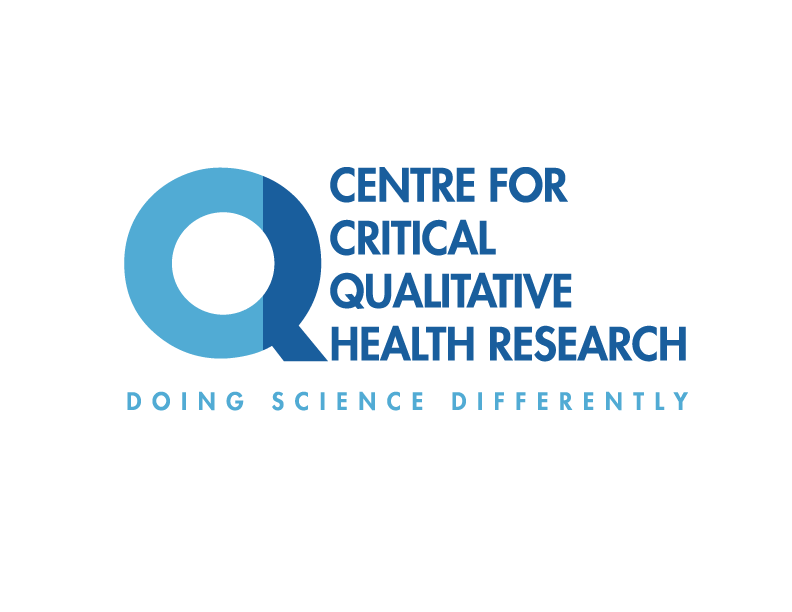 Q
CENTRE FOR
CRITICAL
QUALITATIVE
HEALTH RESEARCH
DOING SCIENCE DIFFERENTLY